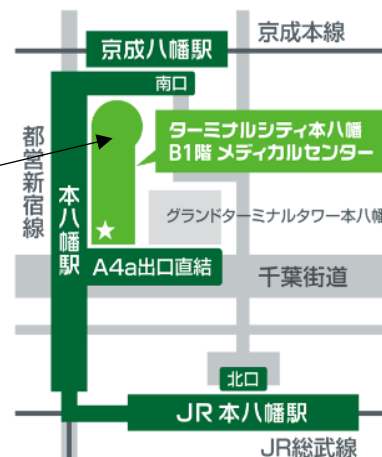 京成本線
京成八幡駅
南口
ターミナルシティ本八幡
B1階 メディカルセンター
都営新宿線
本八幡駅
グランドターミナルタワー本八幡
A4a出口直結
千葉街道
北口
JR 本八幡駅
JR総武線